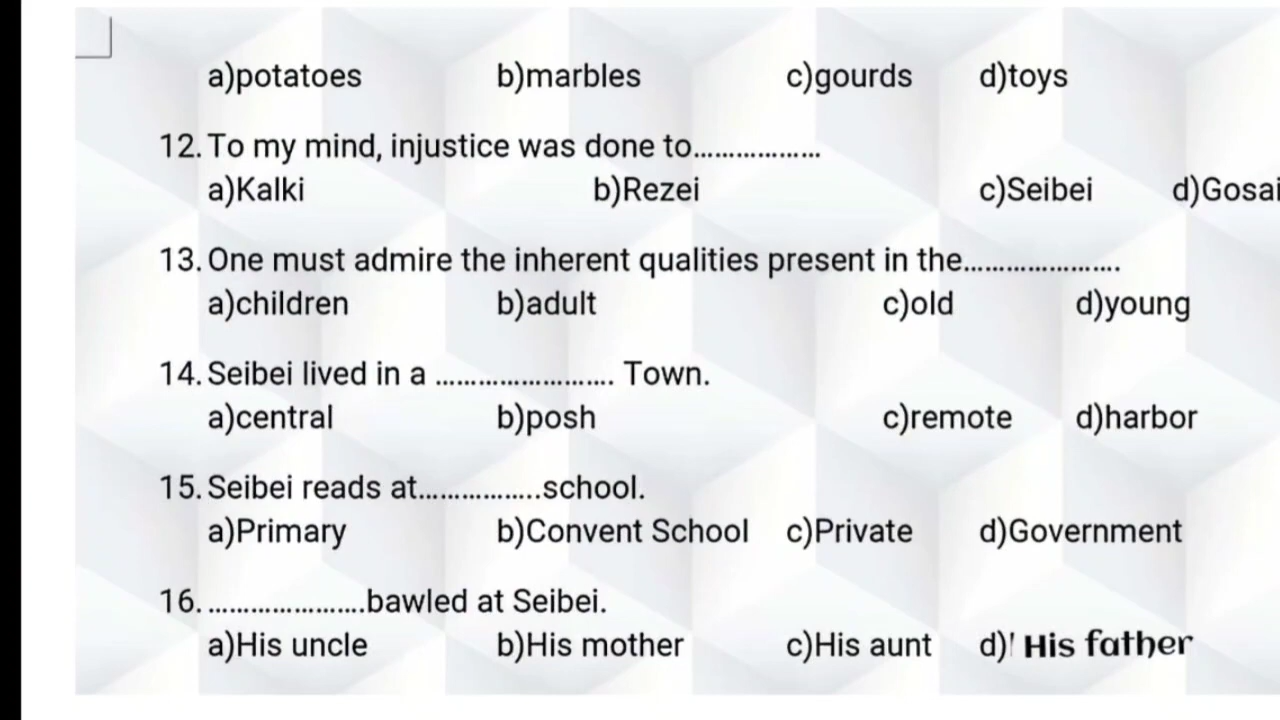 a)potatoes b)marbles c)gourds d)toys
12. To my mind, injustice was done to..................
a)Kalki b)Rezei c)Seibei d)Gosai
13. One must admire the inherent qualities present in the......................
a)children b)adult c)old d)young
14. Seibei lived in a ......................... Town.
a)central b)posh c)remote d)harbor
15. Seibei reads at..................school.
a)Primary b)Convent School c)Private d)Government
16. ......................bawled at Seibei.
a)His uncle b)His mother c)His aunt d) His father